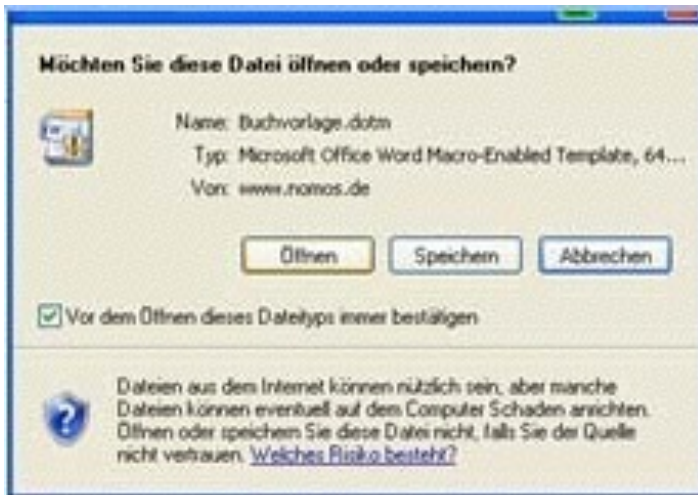 Möchten Sie diese Datei öffnen oder speichern?
Name: Buchvorlage.dotm
Typ: Microsoft Office Word Macro-Enabled Template, 64...
Von: www.nomos.de
Öffnen Speichern Abbrechen
Vor dem Öffnen dieses Dateityps immer bestätigen
Dateien aus dem Internet können nützlich sein, aber manche
Dateien können eventuell auf dem Computer Schaden anrichten.
Öffnen oder speichern Sie diese Datei nicht, falls Sie der Quelle
nicht vertrauen. Welches Risiko besteht?